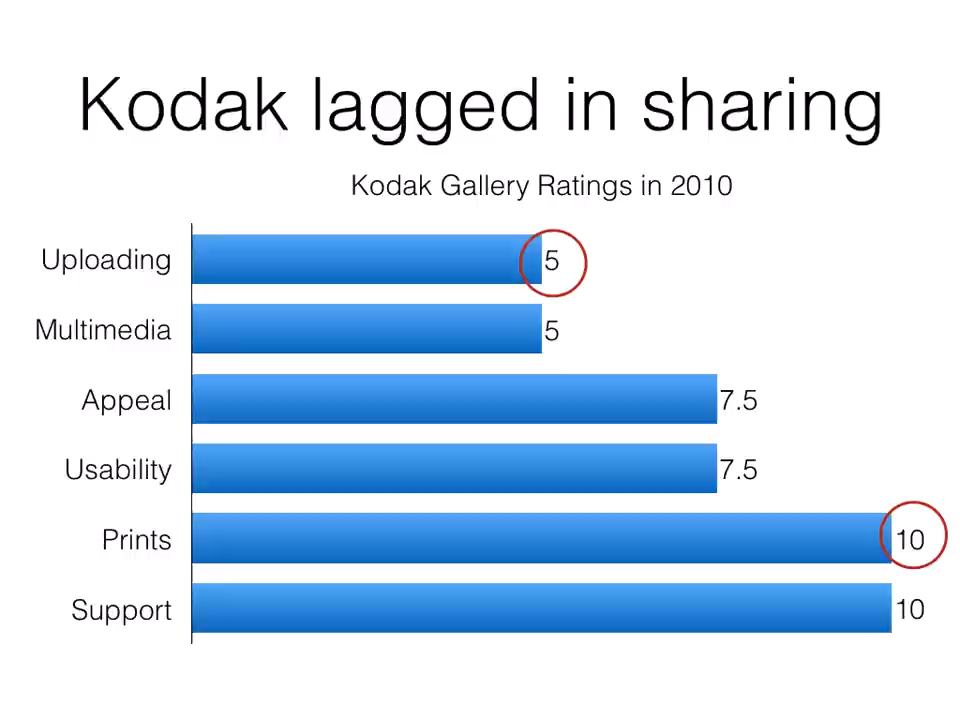 Kodak lagged in sharing
Kodak Gallery Ratings in 2010
Uploading 5
Multimedia 5
Appeal 7.5
Usability 7.5
Prints 10
Support 10